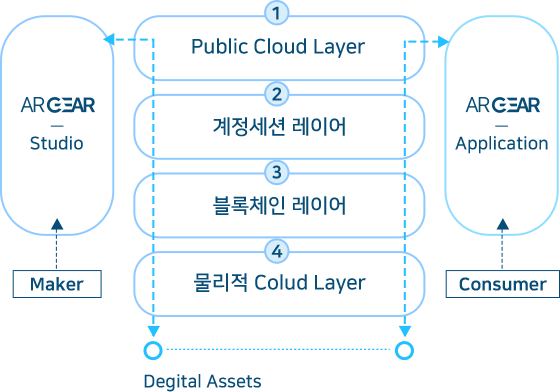 1
Public Cloud Layer
ARGEAR
—
Studio
2
계정세션 레이어
ARGEAR
—
Application
3
블록체인 레이어
4
물리적 Colud Layer
Maker
Consumer
Degital Assets